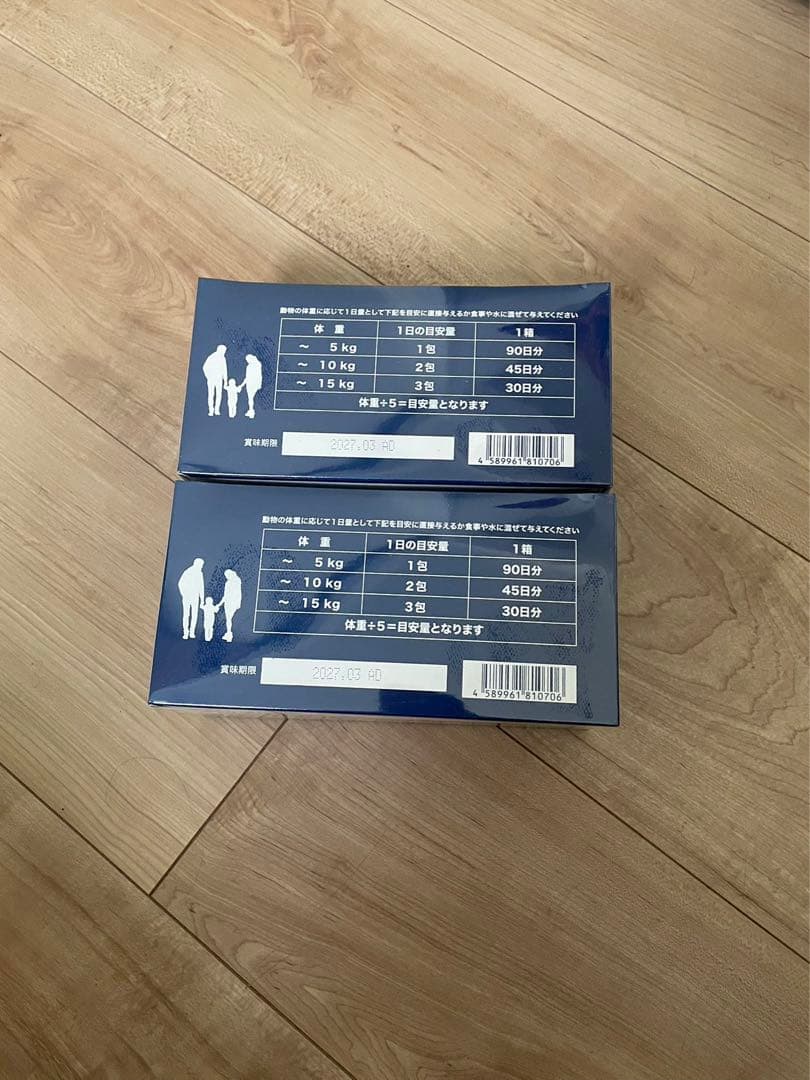 動物の体重に応じて1日量として下記を目安に直接与えるか食事や水に混ぜて与えてください
体 重 1日の目安量 1箱
～ 5 kg 1包 90日分
～ 10 kg 2包 45日分
～ 15 kg 3包 30日分
体重÷5＝目安量となります
賞味期限 2027.03 AD
4 589961 810706
動物の体重に応じて1日量として下記を目安に直接与えるか食事や水に混ぜて与えてください
体 重 1日の目安量 1箱
～ 5 kg 1包 90日分
～ 10 kg 2包 45日分
～ 15 kg 3包 30日分
体重÷5＝目安量となります
賞味期限 2027.03 AD
4 589961 810706